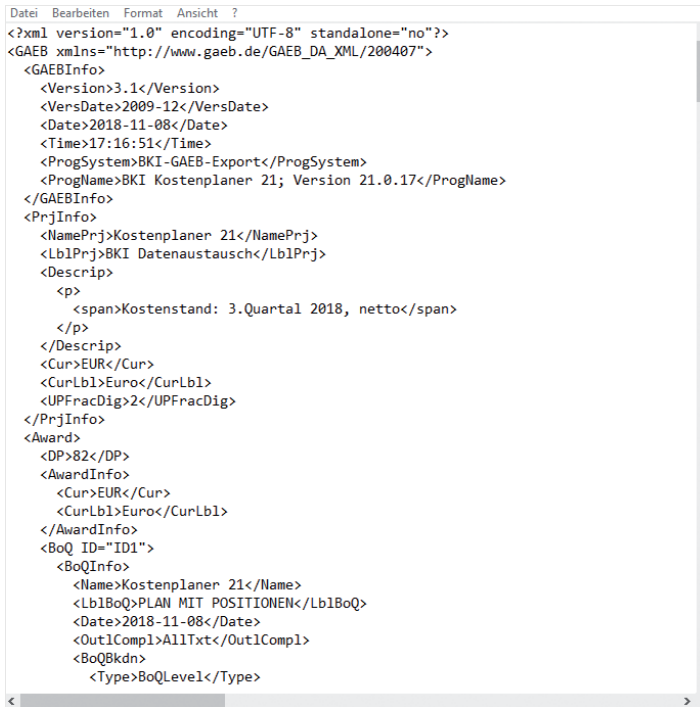 Datei Bearbeiten Format Ansicht ?
<?xml version="1.0" encoding="UTF-8" standalone="no"?>
<GAEB xmlns="http://www.gaeb.de/GAEB_DA_XML/200407">
<GAEBInfo>
<Version>3.1</Version>
<VersDate>2009-12</VersDate>
<Date>2018-11-08</Date>
<Time>17:16:51</Time>
<ProgSystem>BKI-GAEB-Export</ProgSystem>
<ProgName>BKI Kostenplaner 21; Version 21.0.17</ProgName>
</GAEBInfo>
<PrjInfo>
<NamePrj>Kostenplaner 21</NamePrj>
<LblPrj>BKI Datenaustausch</LblPrj>
<Descrip>
<p>
<span>Kostenstand: 3.Quartal 2018, netto</span>
</p>
</Descrip>
<Cur>EUR</Cur>
<CurLbl>Euro</CurLbl>
<UPFracDig>2</UPFracDig>
</PrjInfo>
<Award>
<DP>82</DP>
<AwardInfo>
<Cur>EUR</Cur>
<CurLbl>Euro</CurLbl>
</AwardInfo>
<BoQ ID="ID1">
<BoQInfo>
<Name>Kostenplaner 21</Name>
<LblBoQ>PLAN MIT POSITIONEN</LblBoQ>
<Date>2018-11-08</Date>
<OutlCompl>AllTxt</OutlCompl>
<BoQBkdn>
<Type>BoQLevel</Type>